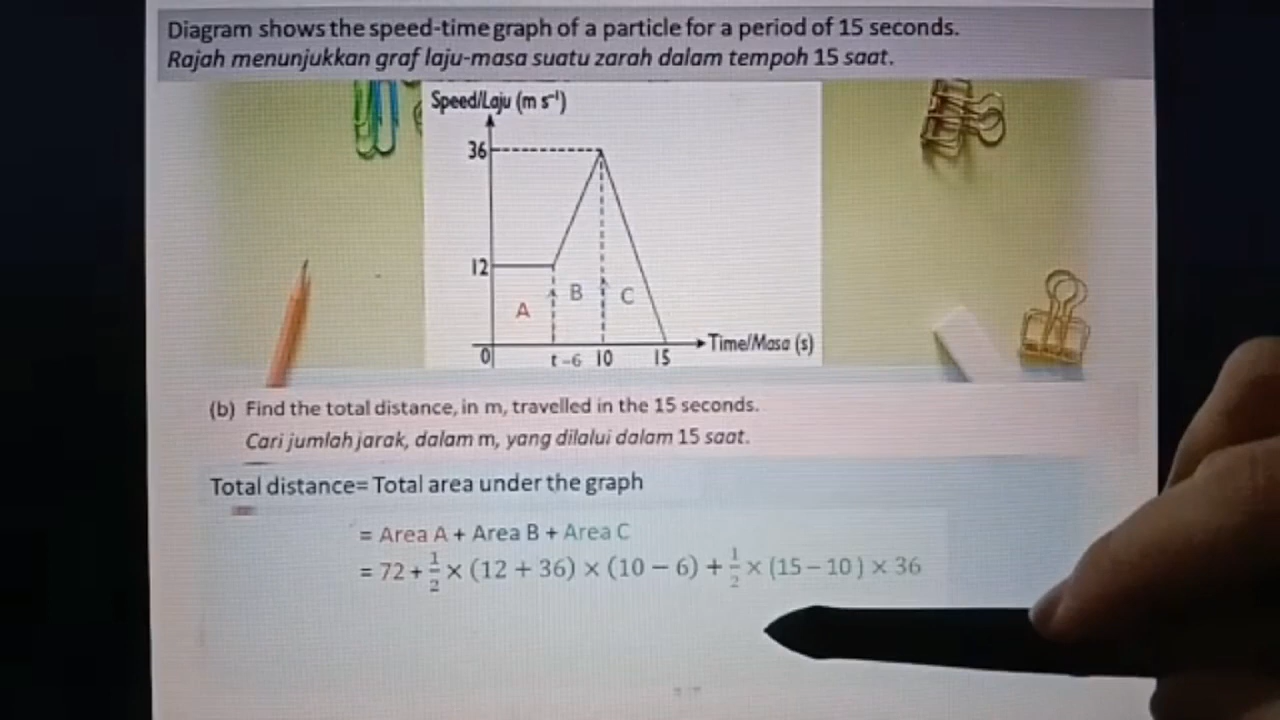 Diagram shows the speed-time graph of a particle for a period of 15 seconds.
Rajah menunjukkan graf laju-masa suatu zarah dalam tempoh 15 saat.
Speed/Laju (m s⁻¹)
36
12
A
B
C
0
t=6
10
15
Time/Masa (s)
(b) Find the total distance, in m, travelled in the 15 seconds.
Cari jumlah jarak, dalam m, yang dilalui dalam 15 saat.
Total distance= Total area under the graph
= Area A + Area B + Area C
= 72 + 1/2 × (12 + 36) × (10 − 6) + 1/2 × (15 − 10) × 36